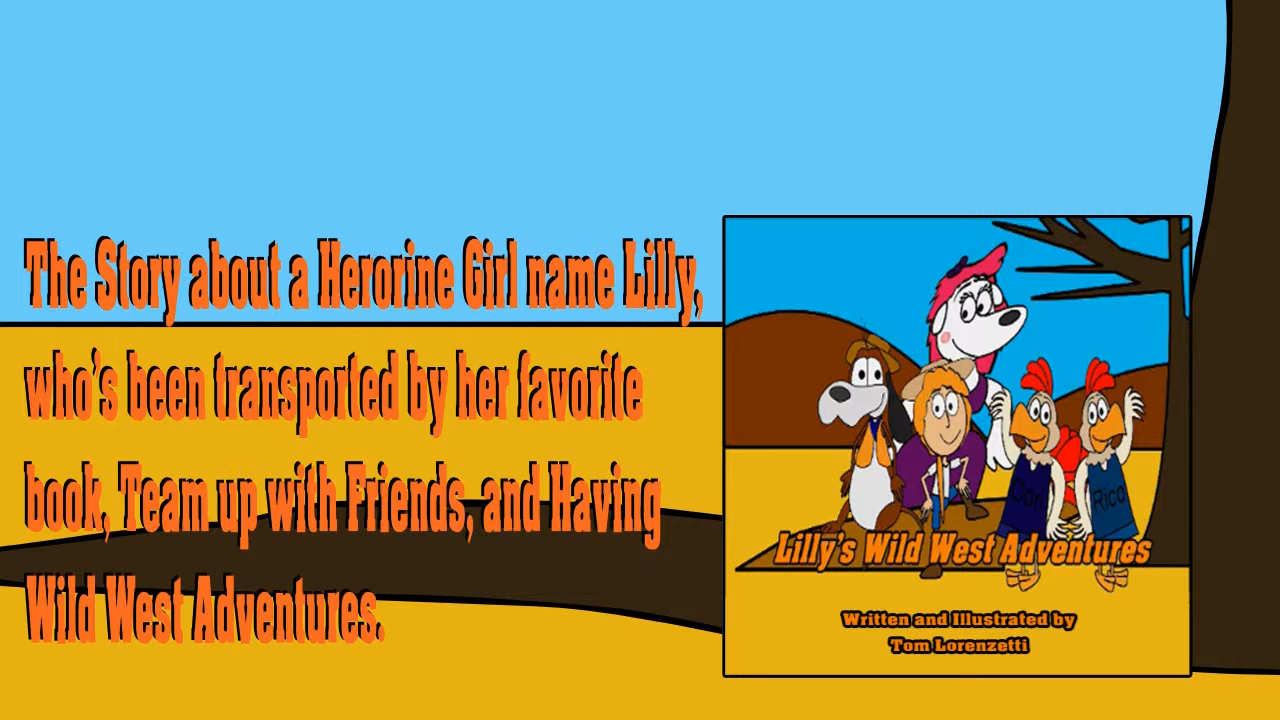 The Story about a Herorine Girl name Lilly,
who's been transported by her favorite
book, Team up with Friends, and Having
Wild West Adventures.
Dori
Rico
Lilly's Wild West Adventures
Written and Illustrated by
Tom Lorenzetti